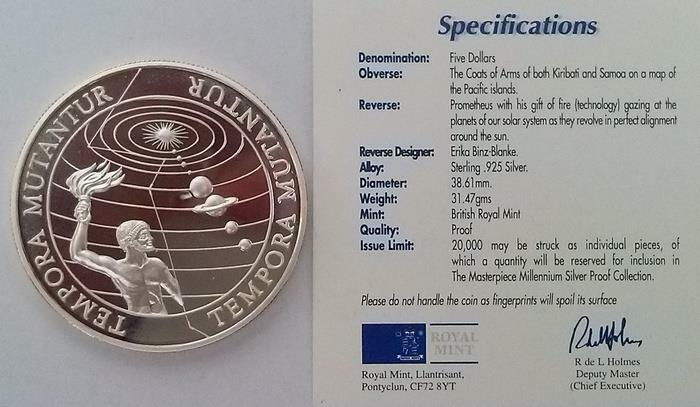 TEMPORA MUTANTUR
TEMPORA MUTANTUR
Specifications
Denomination: Five Dollars
Obverse: The Coats of Arms of both Kiribati and Samoa on a map of
the Pacific islands.
Reverse: Prometheus with his gift of fire (technology) gazing at the
planets of our solar system as they revolve in perfect alignment
around the sun.
Reverse Designer: Erika Binz-Blanke.
Alloy: Sterling .925 Silver.
Diameter: 38.61mm.
Weight: 31.47gms
Mint: British Royal Mint
Quality: Proof
Issue Limit: 20,000 may be struck as individual pieces, of
which a quantity will be reserved for inclusion in
The Masterpiece Millennium Silver Proof Collection.
Please do not handle the coin as fingerprints will spoil its surface
ROYAL
MINT
Royal Mint, Llantrisant,
Pontyclun, CF72 8YT
R de L Holmes
Deputy Master
(Chief Executive)